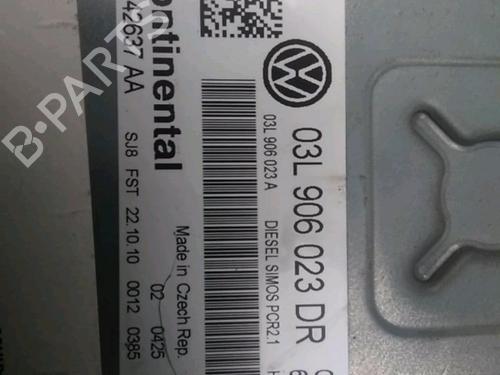 03L 906 023 DR
03L 906 023 A DIESEL SIMOS PCR2.1
Made in Czech Rep.
02 0425
ontinental
42637 AA SJ8 FST 22.10.10 0012 0385
B-PARTS